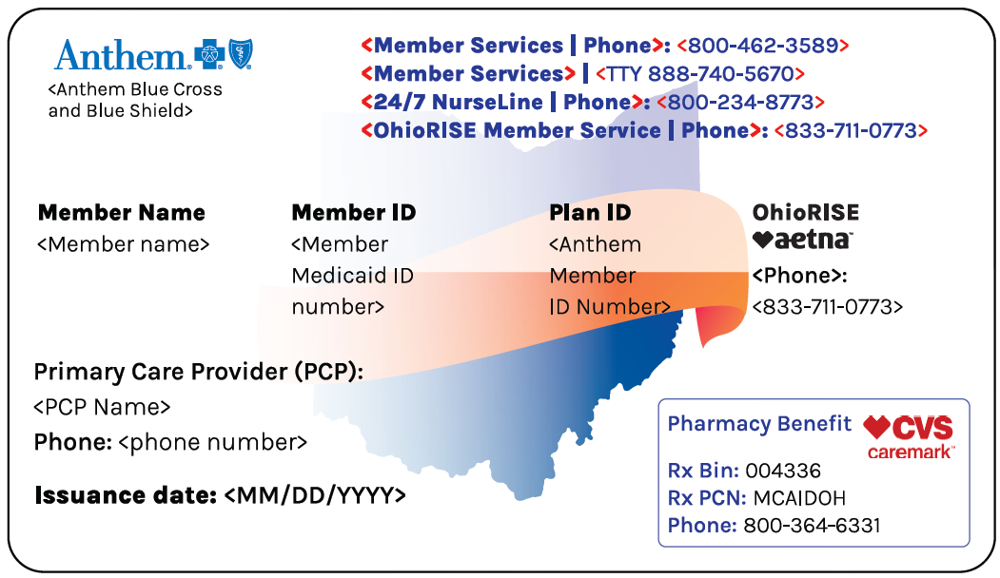 Anthem
<Anthem Blue Cross
and Blue Shield>
<Member Services | Phone>: <800-462-3589>
<Member Services> | <TTY 888-740-5670>
<24/7 NurseLine | Phone>: <800-234-8773>
<OhioRISE Member Service | Phone>: <833-711-0773>
Member Name
<Member name>
Member ID
<Member
Medicaid ID
number>
Plan ID
<Anthem
Member
ID Number>
OhioRISE
aetna™
<Phone>:
<833-711-0773>
Primary Care Provider (PCP):
<PCP Name>
Phone: <phone number>
Issuance date: <MM/DD/YYYY>
Pharmacy Benefit
CVS
caremark™
Rx Bin: 004336
Rx PCN: MCAIDOH
Phone: 800-364-6331